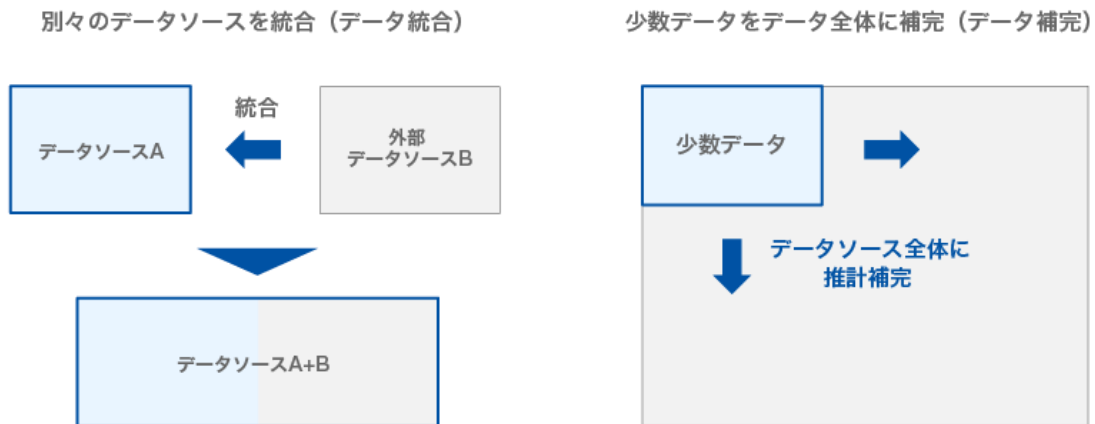 別々のデータソースを統合（データ統合）
少数データをデータ全体に補完（データ補完）
統合
データソースA
外部
データソースB
データソースA+B
少数データ
データソース全体に
推計補完